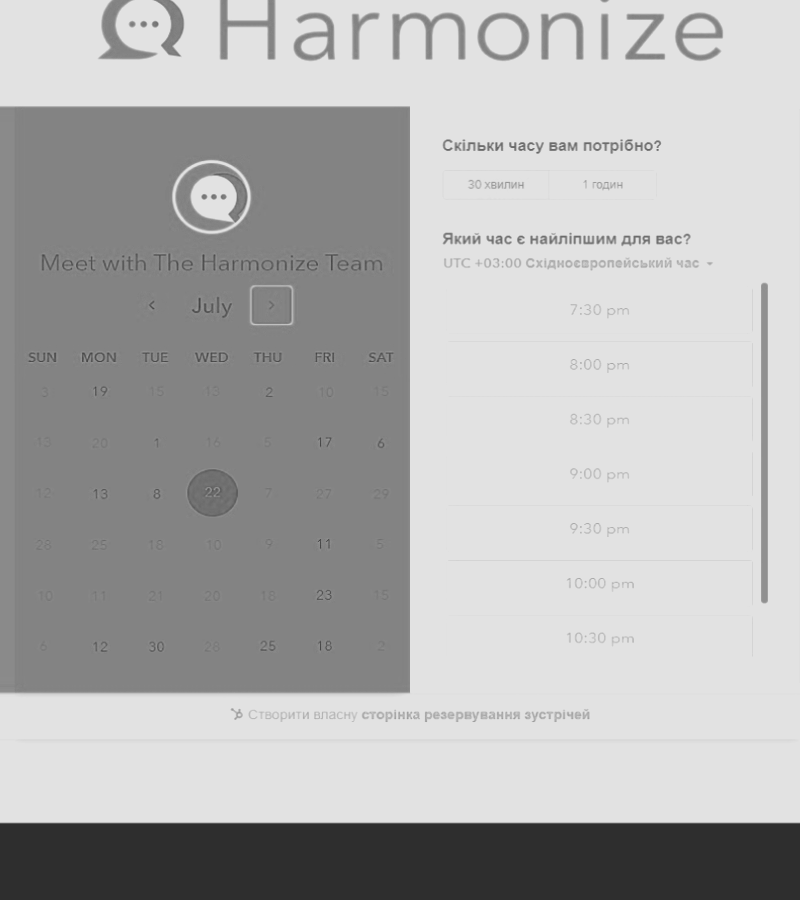 Harmonize
Meet with The Harmonize Team
July
SUN MON TUE WED THU FRI SAT
3 19 15 13 2 10 15
13 20 1 16 5 17 6
12 13 8 22 7 27 29
28 25 18 10 9 11 5
10 11 21 20 18 23 15
6 12 30 28 25 18 2
Скільки часу вам потрібно?
30 хвилин 1 годин
Який час є найліпшим для вас?
UTC +03:00 Східноєвропейський час
7:30 pm
8:00 pm
8:30 pm
9:00 pm
9:30 pm
10:00 pm
10:30 pm
Створити власну сторінка резервування зустрічей